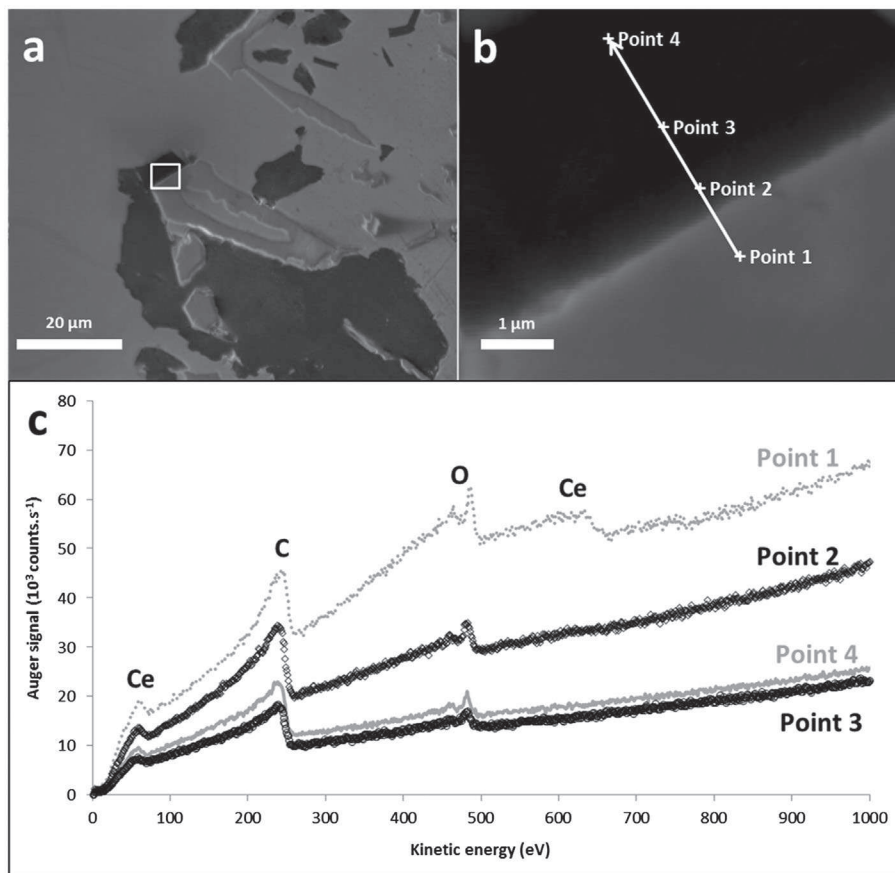 a
20 µm
b
Point 4
Point 3
Point 2
Point 1
1 µm
c
80
70
60
50
40
30
20
10
0
Auger signal (10³ counts.s⁻¹)
Ce
C
O
Ce
Point 1
Point 2
Point 4
Point 3
0 100 200 300 400 500 600 700 800 900 1000
Kinetic energy (eV)